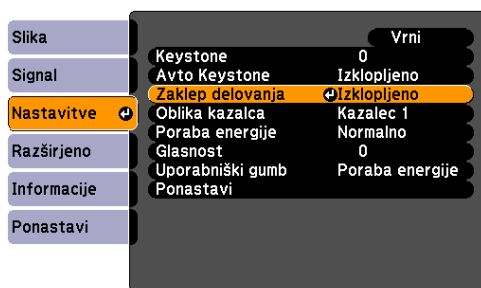 Slika
Signal
Nastavitve
Razširjeno
Informacije
Ponastavi
Vrni
Keystone 0
Avto Keystone Izklopljeno
Zaklep delovanja Izklopljeno
Oblika kazalca Kazalec 1
Poraba energije Normalno
Glasnost 0
Uporabniški gumb Poraba energije
Ponastavi